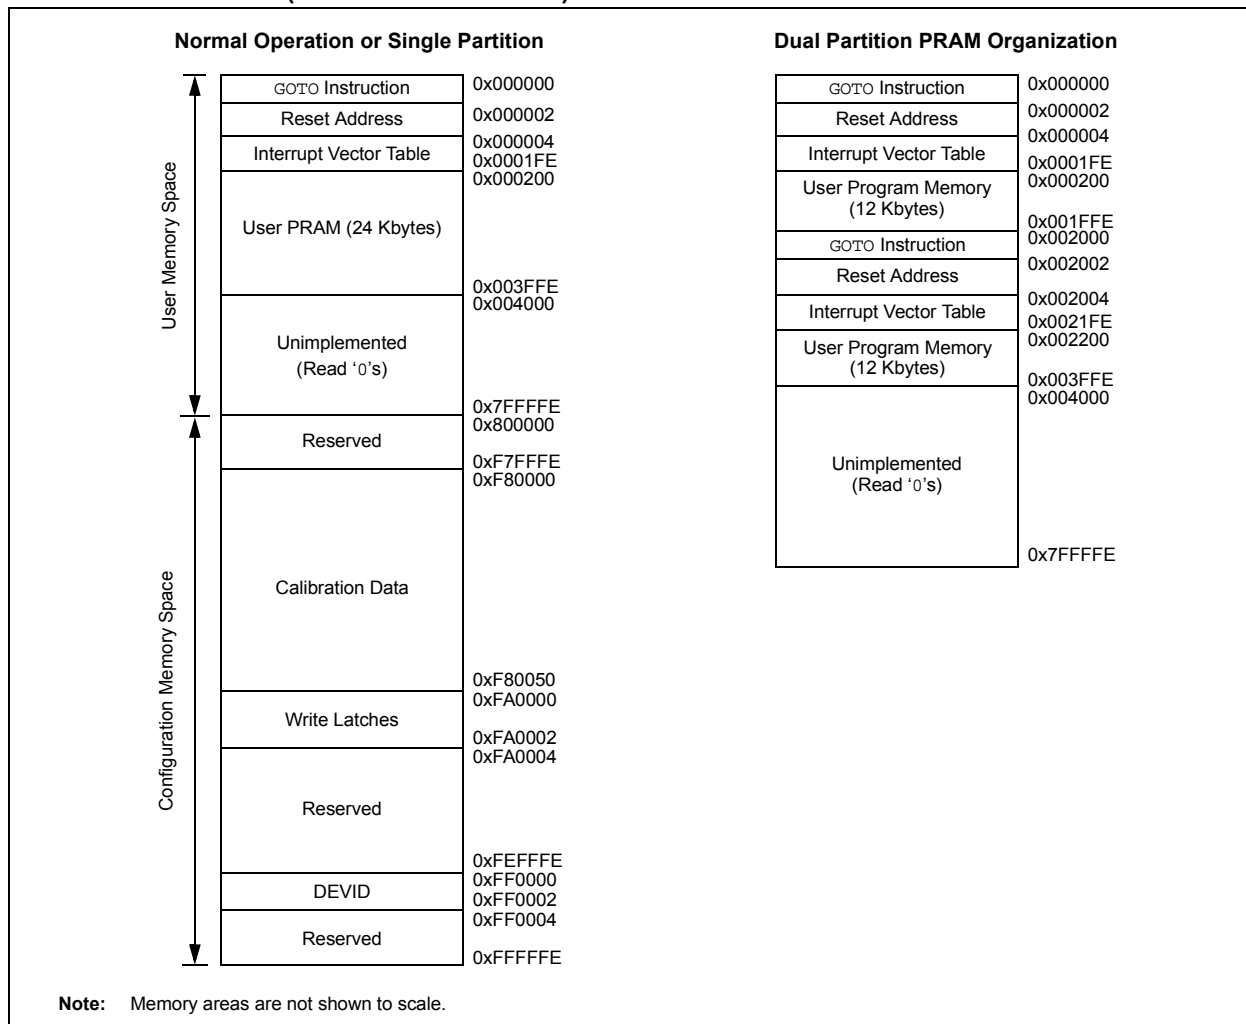 Normal Operation or Single Partition
GOTO Instruction
0x000000
Reset Address
0x000002
0x000004
Interrupt Vector Table
0x0001FE
0x000200
User PRAM (24 Kbytes)
0x003FFE
0x004000
Unimplemented
(Read ‘0’s)
0x7FFFFE
0x800000
Reserved
0xF7FFFE
0xF80000
Calibration Data
0xF80050
0xFA0000
Write Latches
0xFA0002
0xFA0004
Reserved
0xFEFFFE
0xFF0000
DEVID
0xFF0002
0xFF0004
Reserved
0xFFFFFE
User Memory Space
Configuration Memory Space
Dual Partition PRAM Organization
GOTO Instruction
0x000000
Reset Address
0x000002
0x000004
Interrupt Vector Table
0x0001FE
0x000200
User Program Memory
(12 Kbytes)
0x001FFE
0x002000
GOTO Instruction
0x002002
Reset Address
0x002004
Interrupt Vector Table
0x0021FE
0x002200
User Program Memory
(12 Kbytes)
0x003FFE
0x004000
Unimplemented
(Read ‘0’s)
0x7FFFFE
Note: Memory areas are not shown to scale.